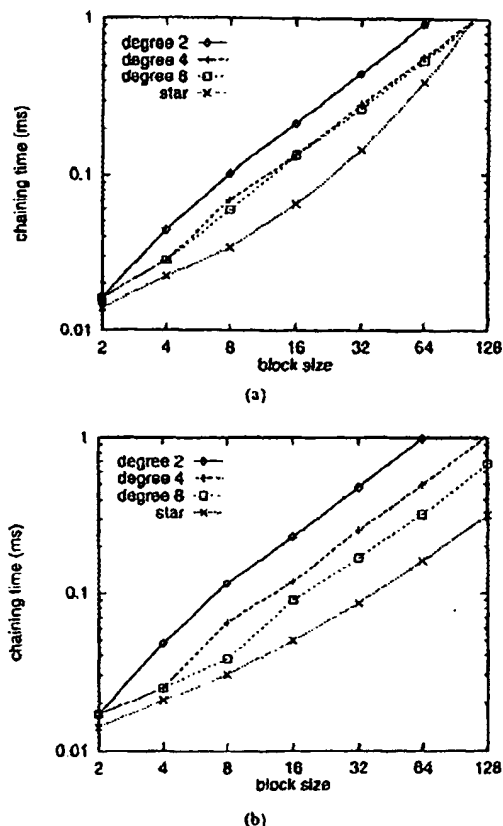 1
degree 2
degree 4
degree 8
star
0.1
chaining time (ms)
0.01
2 4 8 16 32 64 128
block size
(a)
1
degree 2
degree 4
degree 8
star
0.1
chaining time (ms)
0.01
2 4 8 16 32 64 128
block size
(b)